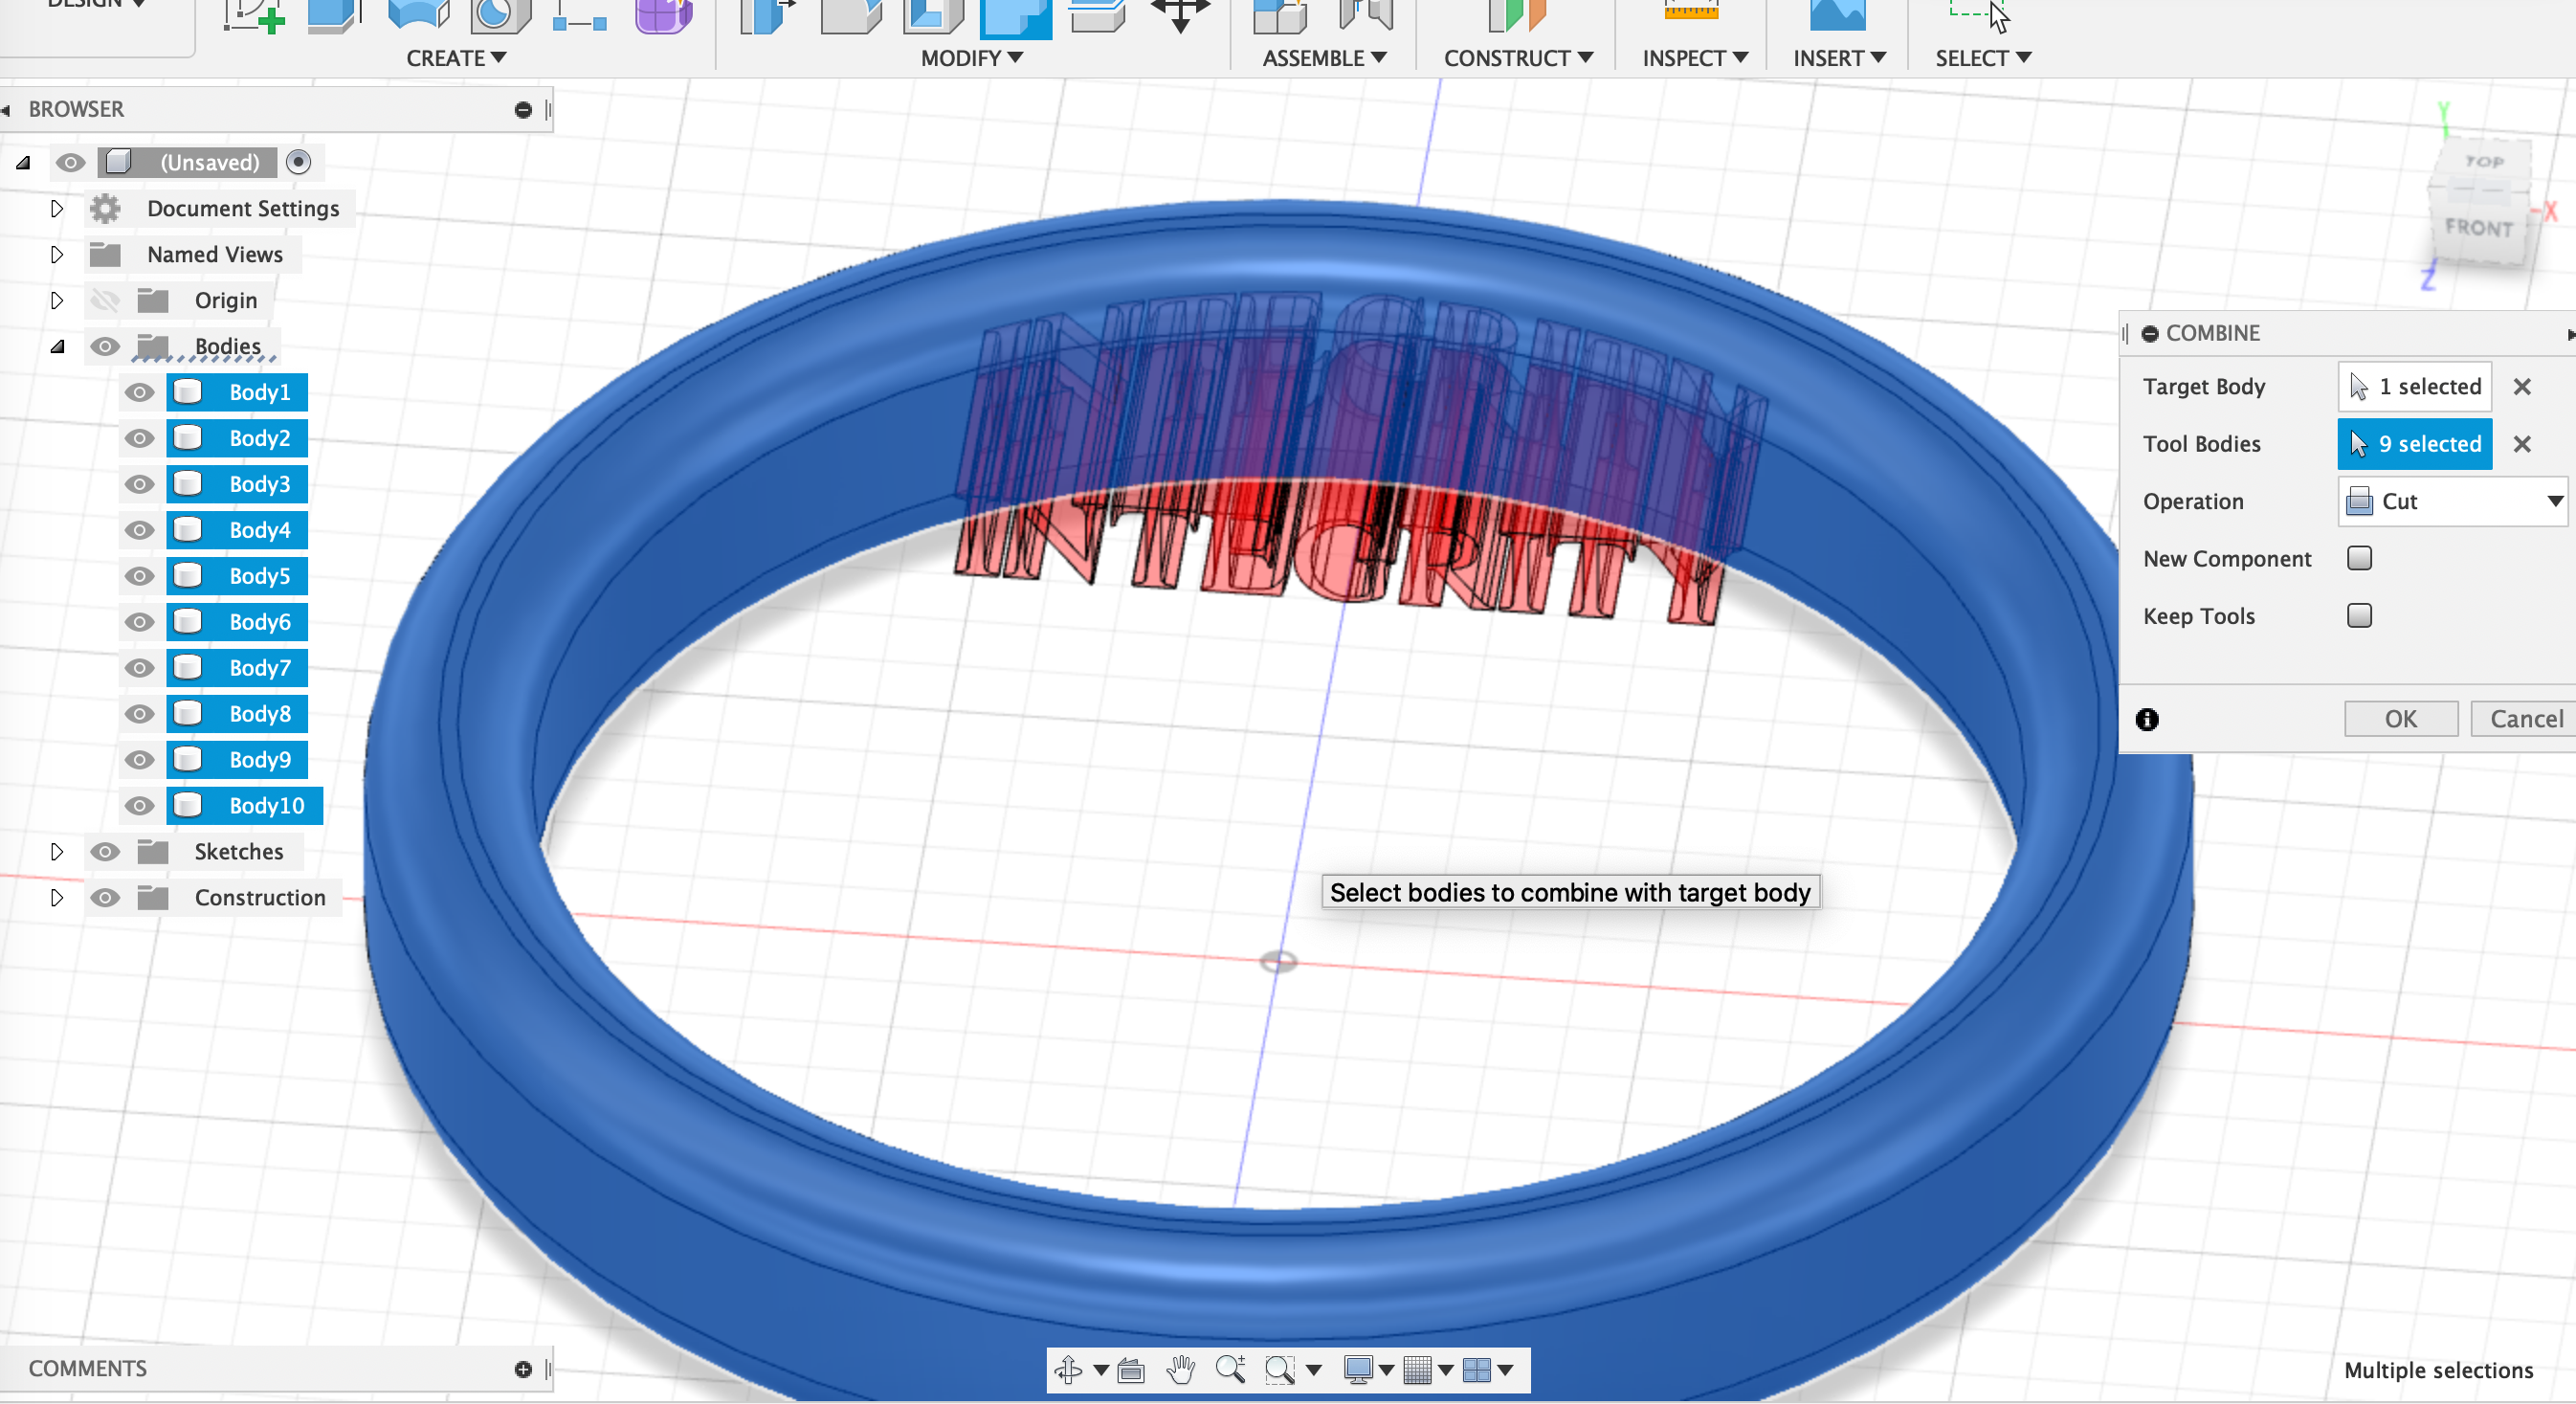 DESIGN
CREATE MODIFY ASSEMBLE CONSTRUCT INSPECT INSERT SELECT
BROWSER
(Unsaved)
Document Settings
Named Views
Origin
Bodies
Body1
Body2
Body3
Body4
Body5
Body6
Body7
Body8
Body9
Body10
Sketches
Construction
INTEGRITY
Y
TOP
X
FRONT
Z
COMBINE
Target Body 1 selected
Tool Bodies 9 selected
Operation Cut
New Component
Keep Tools
OK Cancel
Select bodies to combine with target body
COMMENTS
Multiple selections